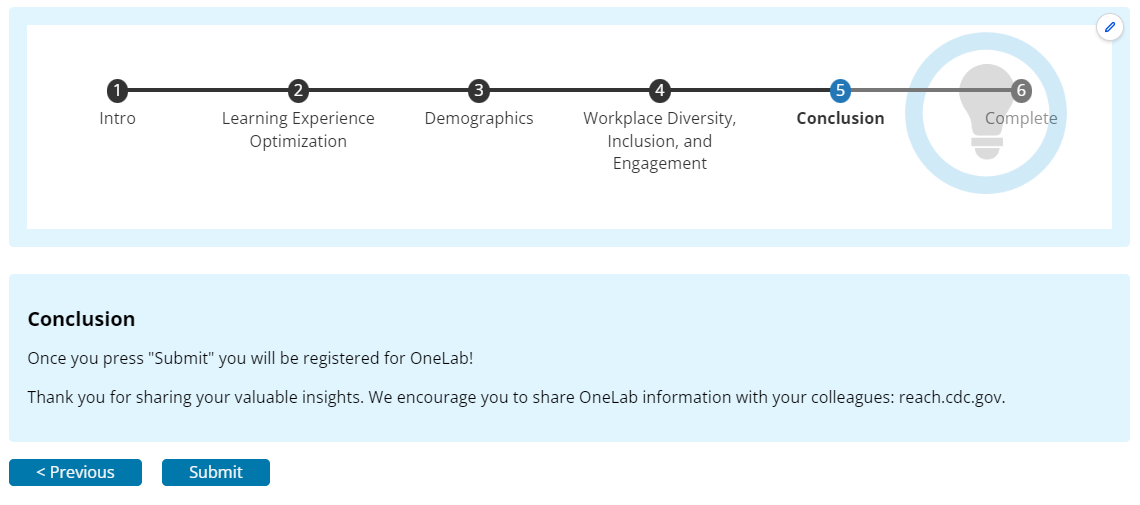 1 2 3 4 5 6
Intro
Learning Experience
Optimization
Demographics
Workplace Diversity,
Inclusion, and
Engagement
Conclusion
Complete
Conclusion
Once you press "Submit" you will be registered for OneLab!
Thank you for sharing your valuable insights. We encourage you to share OneLab information with your colleagues: reach.cdc.gov.
< Previous
Submit